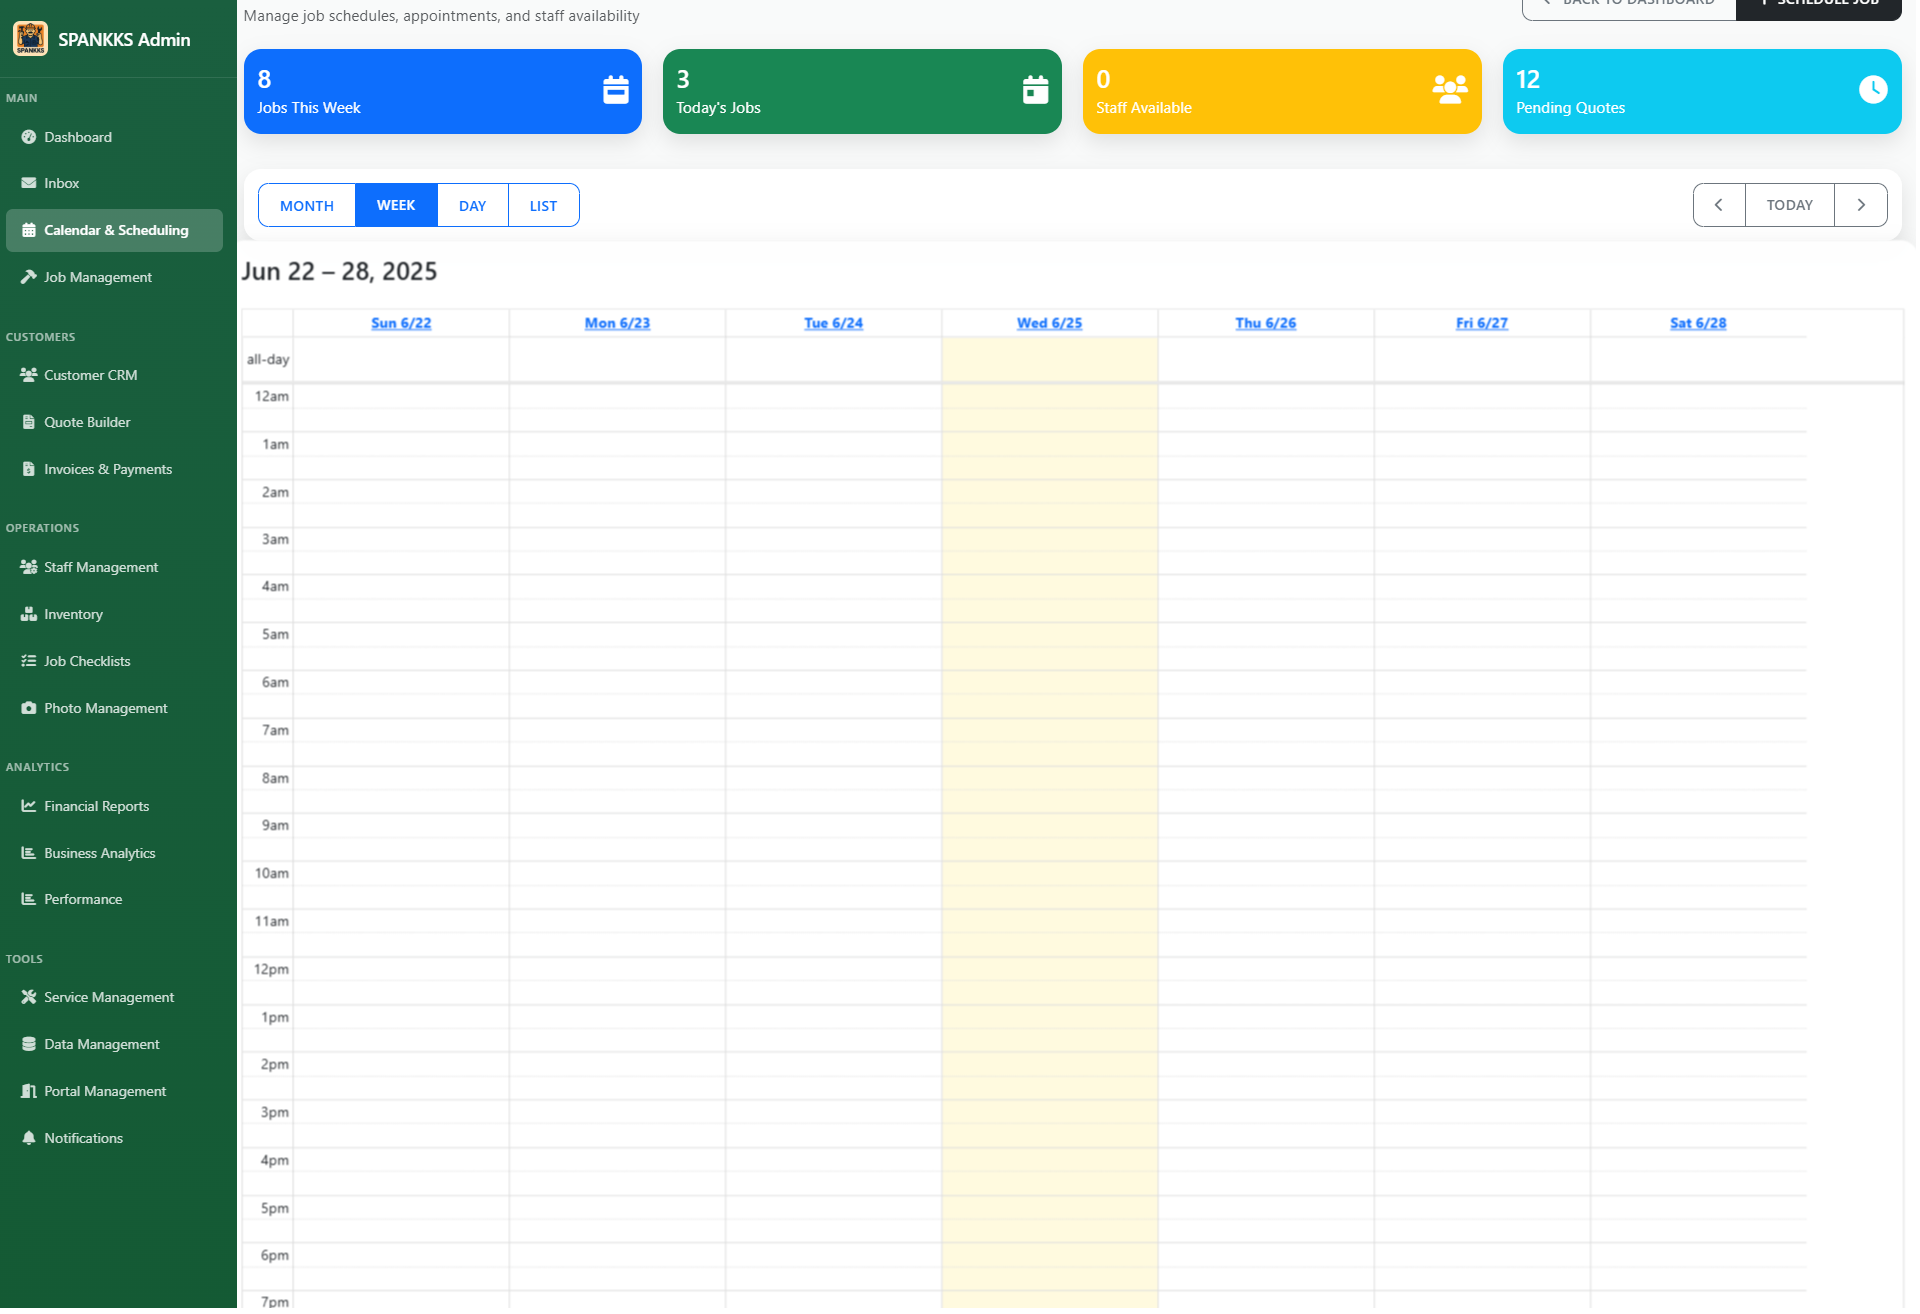 SPANKKS
SPANKKS Admin
MAIN
Dashboard
Inbox
Calendar & Scheduling
Job Management
CUSTOMERS
Customer CRM
Quote Builder
Invoices & Payments
OPERATIONS
Staff Management
Inventory
Job Checklists
Photo Management
ANALYTICS
Financial Reports
Business Analytics
Performance
TOOLS
Service Management
Data Management
Portal Management
Notifications
Manage job schedules, appointments, and staff availability
BACK TO DASHBOARD
SCHEDULE JOB
8
Jobs This Week
3
Today's Jobs
0
Staff Available
12
Pending Quotes
MONTH WEEK DAY LIST
TODAY
Jun 22 – 28, 2025
Sun 6/22 Mon 6/23 Tue 6/24 Wed 6/25 Thu 6/26 Fri 6/27 Sat 6/28
all-day
12am
1am
2am
3am
4am
5am
6am
7am
8am
9am
10am
11am
12pm
1pm
2pm
3pm
4pm
5pm
6pm
7pm